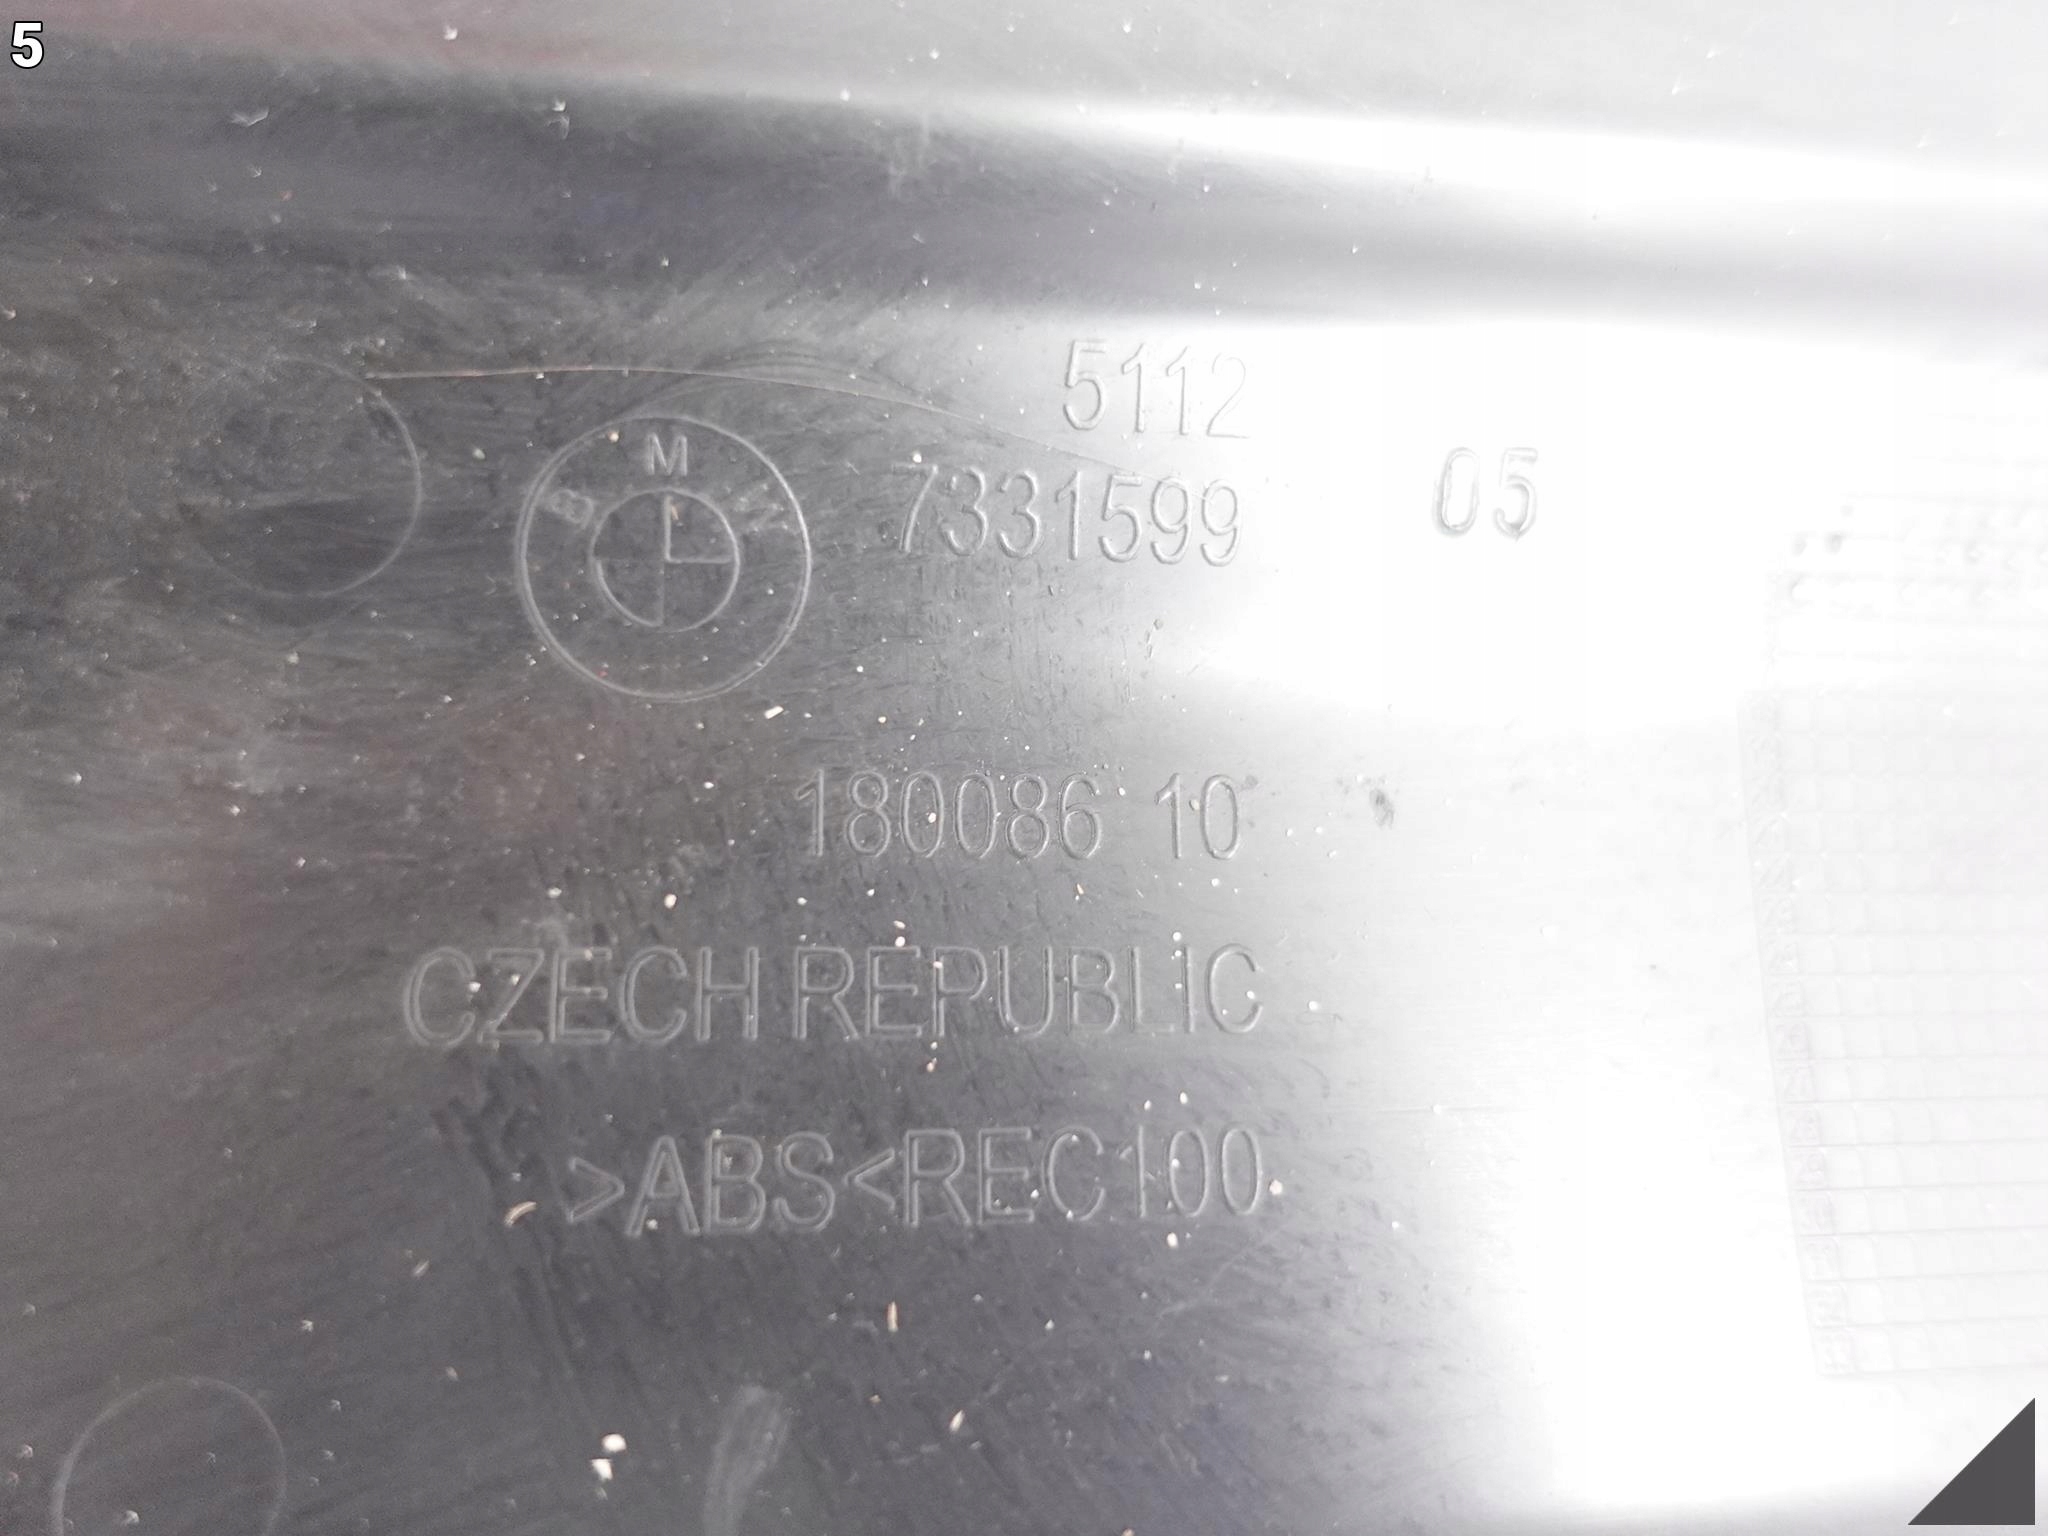 5
5112
7331599 05
BMW
180086 10
CZECH REPUBLIC
>ABS<REC100